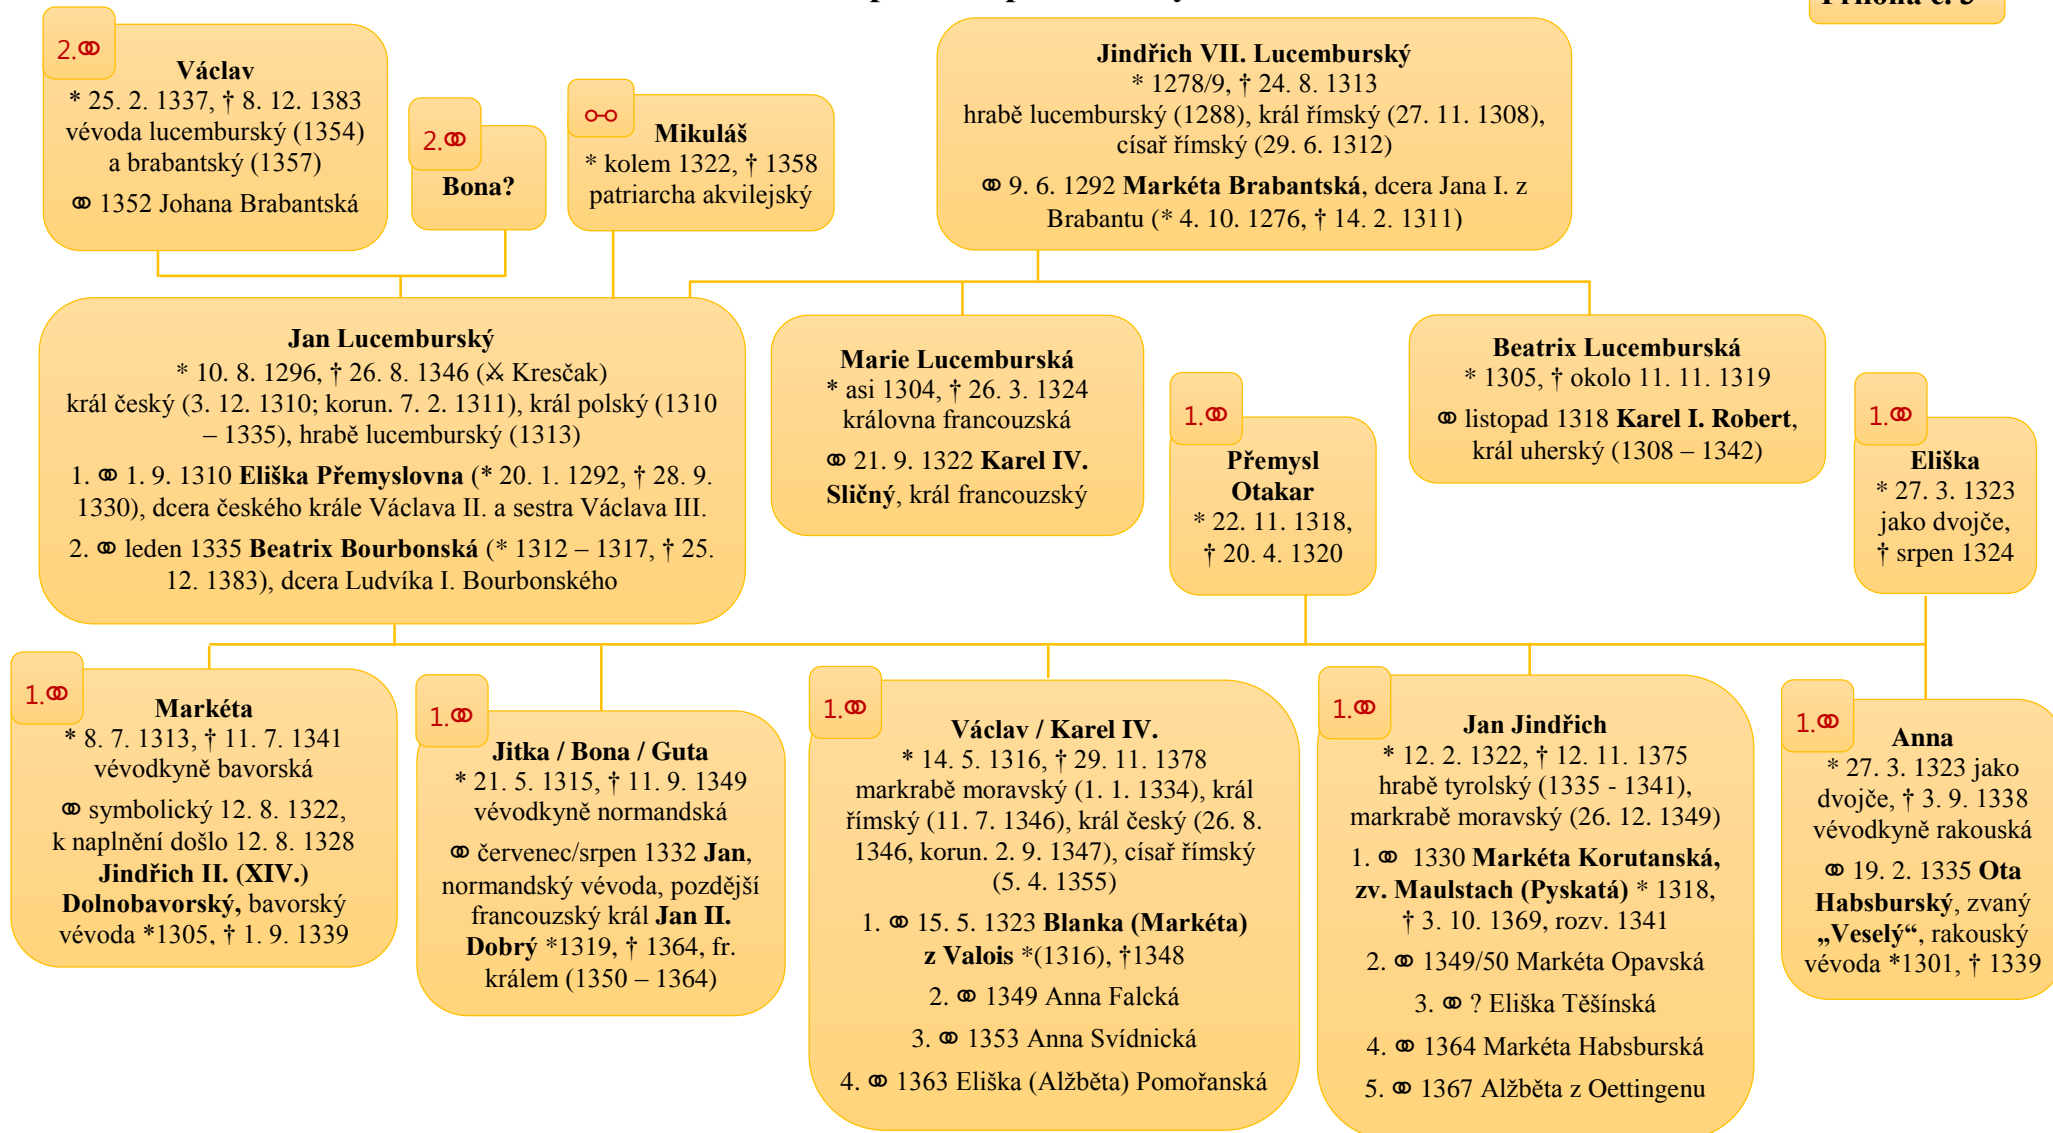 Příloha č. 3
2.⚭
Václav
* 25. 2. 1337, † 8. 12. 1383
vévoda lucemburský (1354)
a brabantský (1357)
⚭ 1352 Johana Brabantská
2.⚭
Bona?
⚯
Mikuláš
* kolem 1322, † 1358
patriarcha akvilejský
Jindřich VII. Lucemburský
* 1278/9, † 24. 8. 1313
hrabě lucemburský (1288), král římský (27. 11. 1308),
císař římský (29. 6. 1312)
⚭ 9. 6. 1292 Markéta Brabantská, dcera Jana I. z
Brabantu (* 4. 10. 1276, † 14. 2. 1311)
Jan Lucemburský
* 10. 8. 1296, † 26. 8. 1346 (⚔ Kresčak)
král český (3. 12. 1310; korun. 7. 2. 1311), král polský (1310
– 1335), hrabě lucemburský (1313)
1. ⚭ 1. 9. 1310 Eliška Přemyslovna (* 20. 1. 1292, † 28. 9.
1330), dcera českého krále Václava II. a sestra Václava III.
2. ⚭ leden 1335 Beatrix Bourbonská (* 1312 – 1317, † 25.
12. 1383), dcera Ludvíka I. Bourbonského
Marie Lucemburská
* asi 1304, † 26. 3. 1324
královna francouzská
⚭ 21. 9. 1322 Karel IV.
Sličný, král francouzský
1.⚭
Přemysl
Otakar
* 22. 11. 1318,
† 20. 4. 1320
Beatrix Lucemburská
* 1305, † okolo 11. 11. 1319
⚭ listopad 1318 Karel I. Robert,
král uherský (1308 – 1342)
1.⚭
Eliška
* 27. 3. 1323
jako dvojče,
† srpen 1324
1.⚭
Markéta
* 8. 7. 1313, † 11. 7. 1341
vévodkyně bavorská
⚭ symbolický 12. 8. 1322,
k naplnění došlo 12. 8. 1328
Jindřich II. (XIV.)
Dolnobavorský, bavorský
vévoda *1305, † 1. 9. 1339
1.⚭
Jitka / Bona / Guta
* 21. 5. 1315, † 11. 9. 1349
vévodkyně normandská
⚭ červenec/srpen 1332 Jan,
normandský vévoda, pozdější
francouzský král Jan II.
Dobrý *1319, † 1364, fr.
králem (1350 – 1364)
1.⚭
Václav / Karel IV.
* 14. 5. 1316, † 29. 11. 1378
markrabě moravský (1. 1. 1334), král
římský (11. 7. 1346), král český (26. 8.
1346, korun. 2. 9. 1347), císař římský
(5. 4. 1355)
1. ⚭ 15. 5. 1323 Blanka (Markéta)
z Valois *(1316), †1348
2. ⚭ 1349 Anna Falcká
3. ⚭ 1353 Anna Svídnická
4. ⚭ 1363 Eliška (Alžběta) Pomořanská
1.⚭
Jan Jindřich
* 12. 2. 1322, † 12. 11. 1375
hrabě tyrolský (1335 - 1341),
markrabě moravský (26. 12. 1349)
1. ⚭ 1330 Markéta Korutanská,
zv. Maulstach (Pyskatá) * 1318,
† 3. 10. 1369, rozv. 1341
2. ⚭ 1349/50 Markéta Opavská
3. ⚭ ? Eliška Těšínská
4. ⚭ 1364 Markéta Habsburská
5. ⚭ 1367 Alžběta z Oettingenu
1.⚭
Anna
* 27. 3. 1323 jako
dvojče, † 3. 9. 1338
vévodkyně rakouská
⚭ 19. 2. 1335 Ota
Habsburský, zvaný
„Veselý“, rakouský
vévoda *1301, † 1339